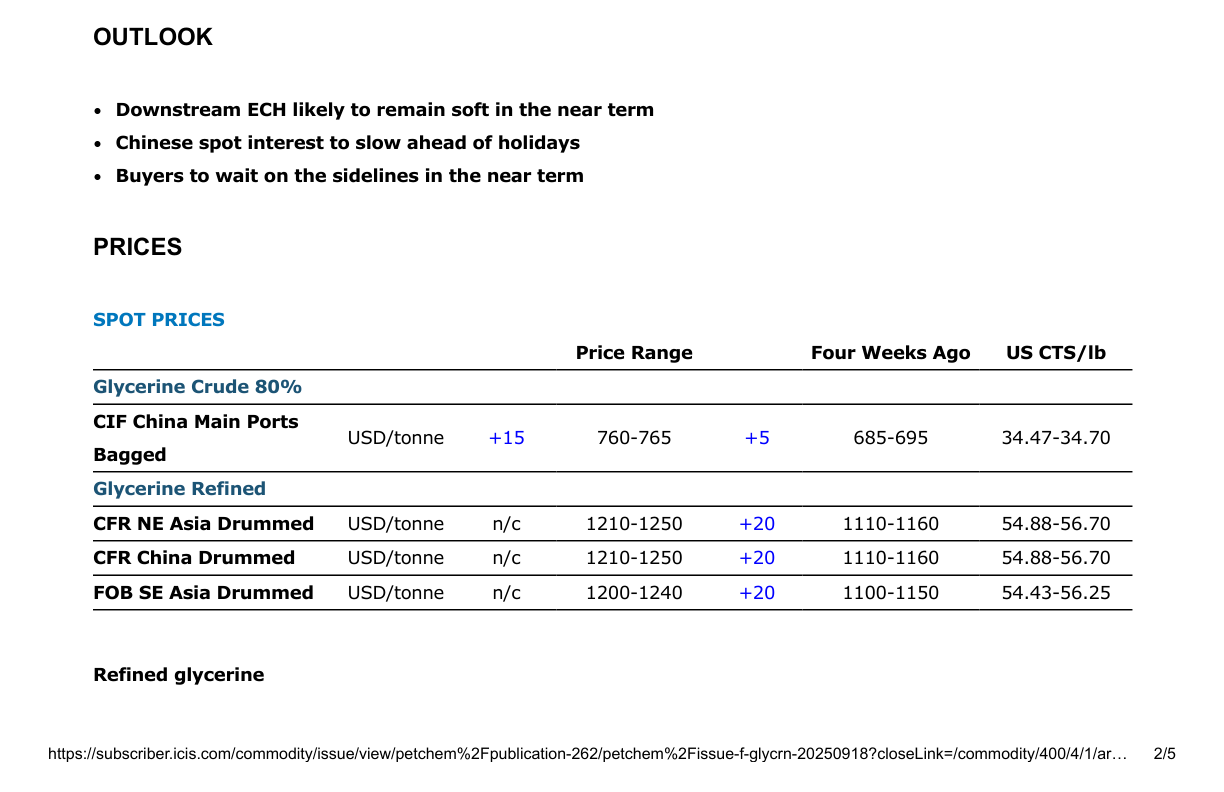 OUTLOOK
• Downstream ECH likely to remain soft in the near term
• Chinese spot interest to slow ahead of holidays
• Buyers to wait on the sidelines in the near term
PRICES
SPOT PRICES
Price Range Four Weeks Ago US CTS/lb
Glycerine Crude 80%
CIF China Main Ports
Bagged USD/tonne +15 760-765 +5 685-695 34.47-34.70
Glycerine Refined
CFR NE Asia Drummed USD/tonne n/c 1210-1250 +20 1110-1160 54.88-56.70
CFR China Drummed USD/tonne n/c 1210-1250 +20 1110-1160 54.88-56.70
FOB SE Asia Drummed USD/tonne n/c 1200-1240 +20 1100-1150 54.43-56.25
Refined glycerine
https://subscriber.icis.com/commodity/issue/view/petchem%2Fpublication-262/petchem%2Fissue-f-glycrn-20250918?closeLink=/commodity/400/4/1/ar… 2/5